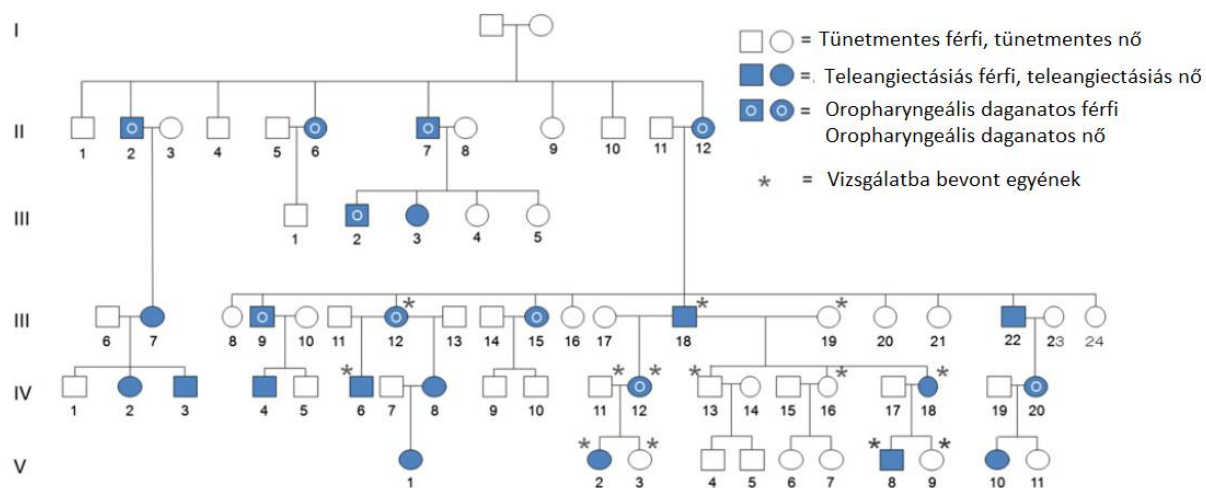 I
= Tünetmentes férfi, tünetmentes nő
= Teleangiectásiás férfi, teleangiectásiás nő
= Oropharyngeális daganatos férfi
Oropharyngeális daganatos nő
* = Vizsgálatba bevont egyének
II
1 2 3 4 5 6 7 8 9 10 11 12
III
1 2 3 4 5
III
6 7 8 9 10 11 12 13 14 15 16 17 18 19 20 21 22 23 24
IV
1 2 3 4 5 6 7 8 9 10 11 12 13 14 15 16 17 18 19 20
V
1 2 3 4 5 6 7 8 9 10 11